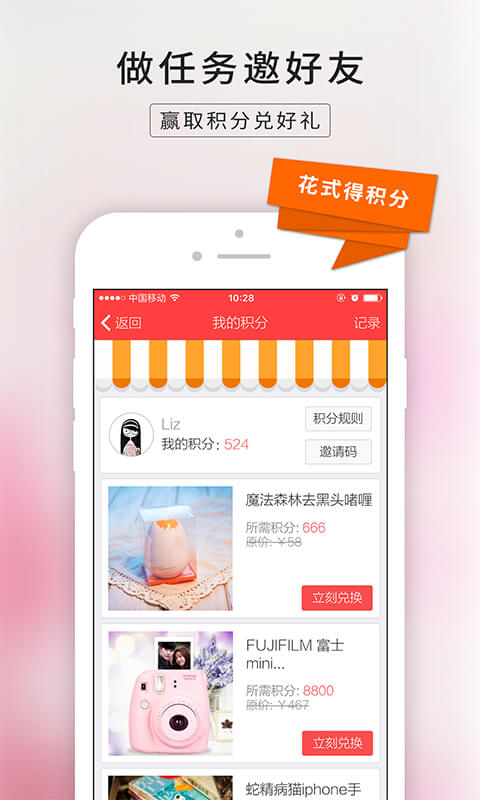 做任务邀好友
赢取积分兑好礼
花式得积分
中国移动
10:28
返回
我的积分
记录
Liz
我的积分：524
积分规则
邀请码
魔法森林去黑头啫喱
所需积分: 666
原价: ￥58
立刻兑换
FUJIFILM 富士
mini...
所需积分: 8800
原价: ￥467
立刻兑换
蛇精病猫iphone手